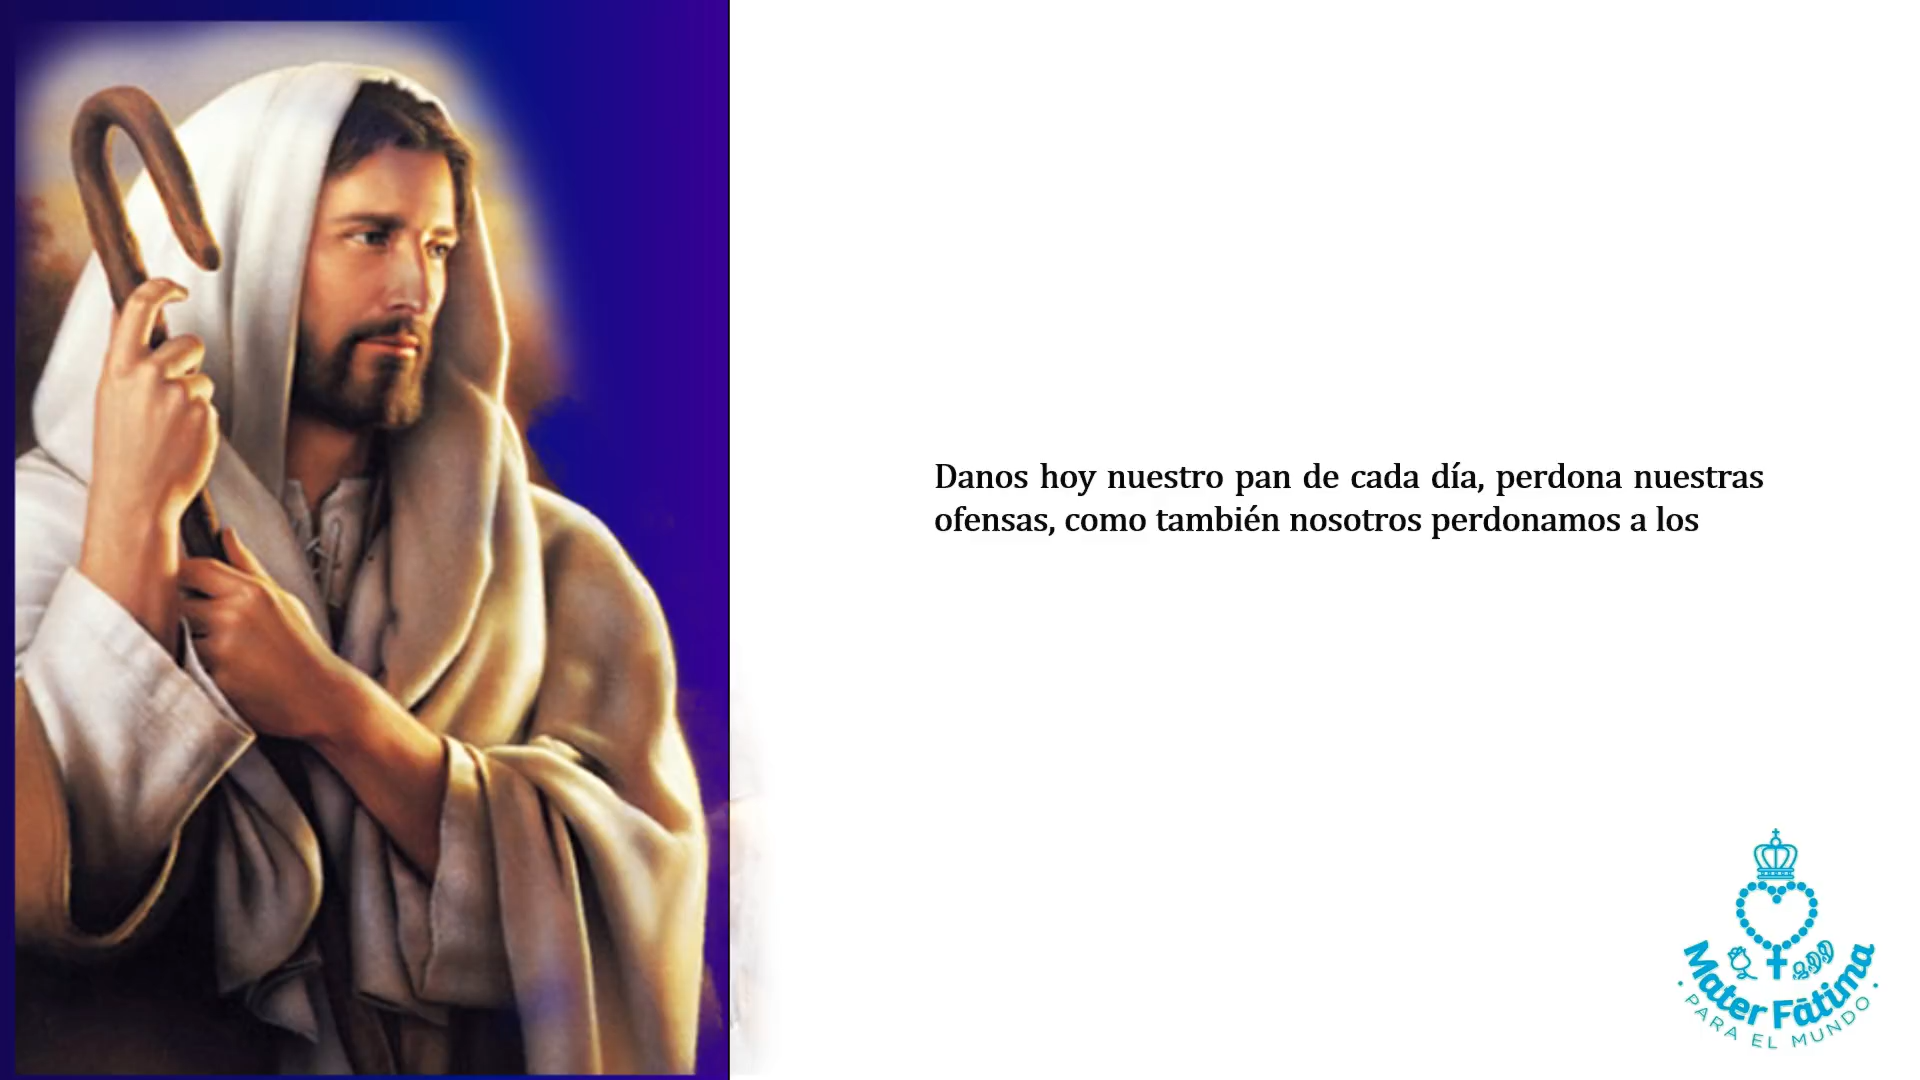 Danos hoy nuestro pan de cada día, perdona nuestras
ofensas, como también nosotros perdonamos a los
Mater Fātima
· PARA EL MUNDO ·